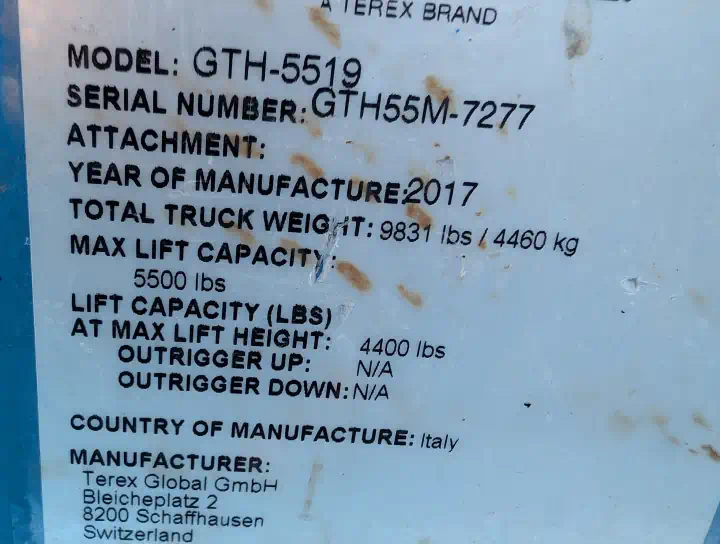 A TEREX BRAND
MODEL: GTH-5519
SERIAL NUMBER: GTH55M-7277
ATTACHMENT:
YEAR OF MANUFACTURE: 2017
TOTAL TRUCK WEIGHT: 9831 lbs / 4460 kg
MAX LIFT CAPACITY:
5500 lbs
LIFT CAPACITY (LBS)
AT MAX LIFT HEIGHT: 4400 lbs
OUTRIGGER UP: N/A
OUTRIGGER DOWN: N/A
COUNTRY OF MANUFACTURE: Italy
MANUFACTURER:
Terex Global GmbH
Bleicheplatz 2
8200 Schaffhausen
Switzerland